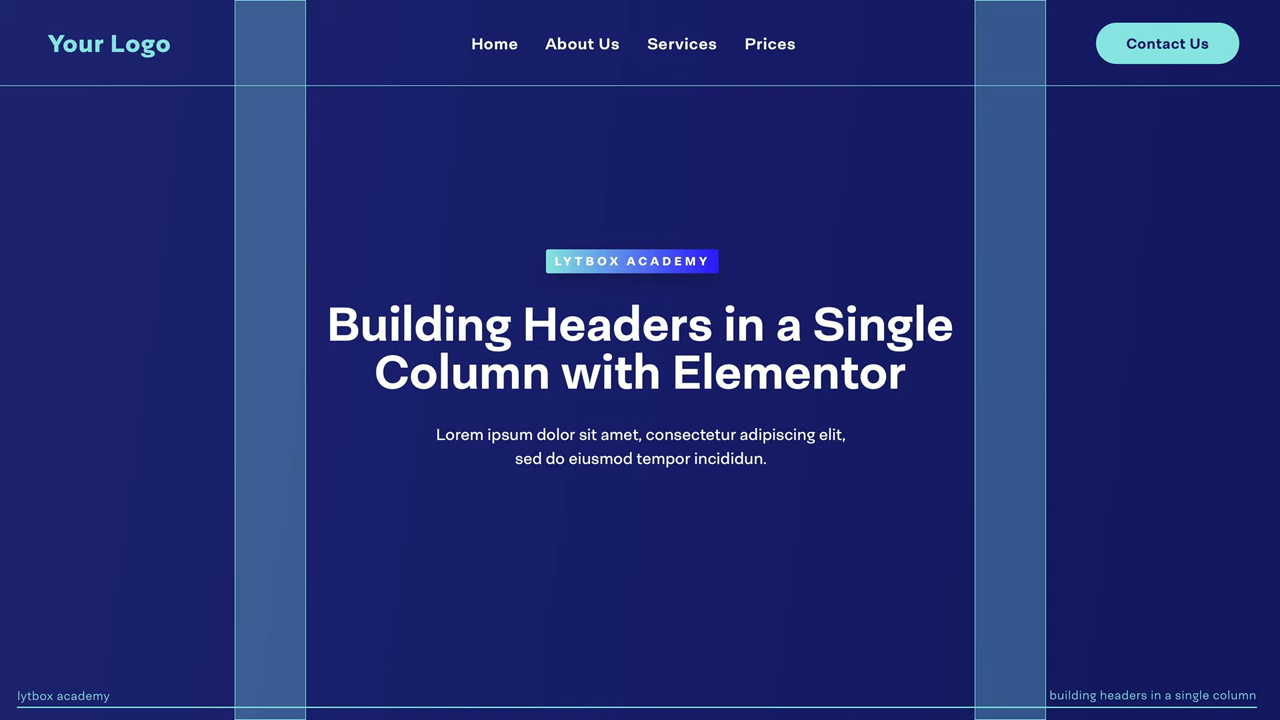 Your Logo
Home About Us Services Prices
Contact Us
LYTBOX ACADEMY
Building Headers in a Single
Column with Elementor
Lorem ipsum dolor sit amet, consectetur adipiscing elit,
sed do eiusmod tempor incididun.
lytbox academy
building headers in a single column